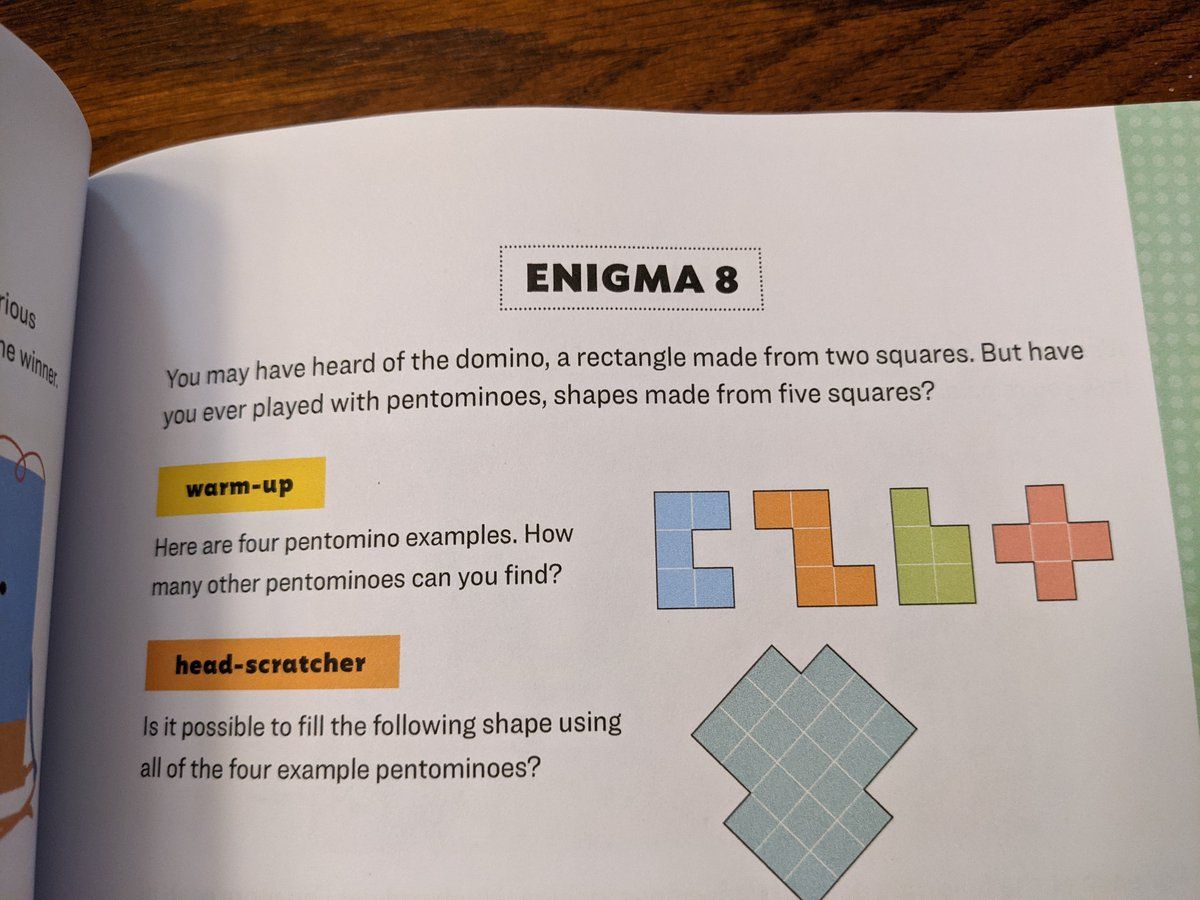 rious
he winner.
ENIGMA 8
You may have heard of the domino, a rectangle made from two squares. But have
you ever played with pentominoes, shapes made from five squares?
warm-up
Here are four pentomino examples. How
many other pentominoes can you find?
head-scratcher
Is it possible to fill the following shape using
all of the four example pentominoes?